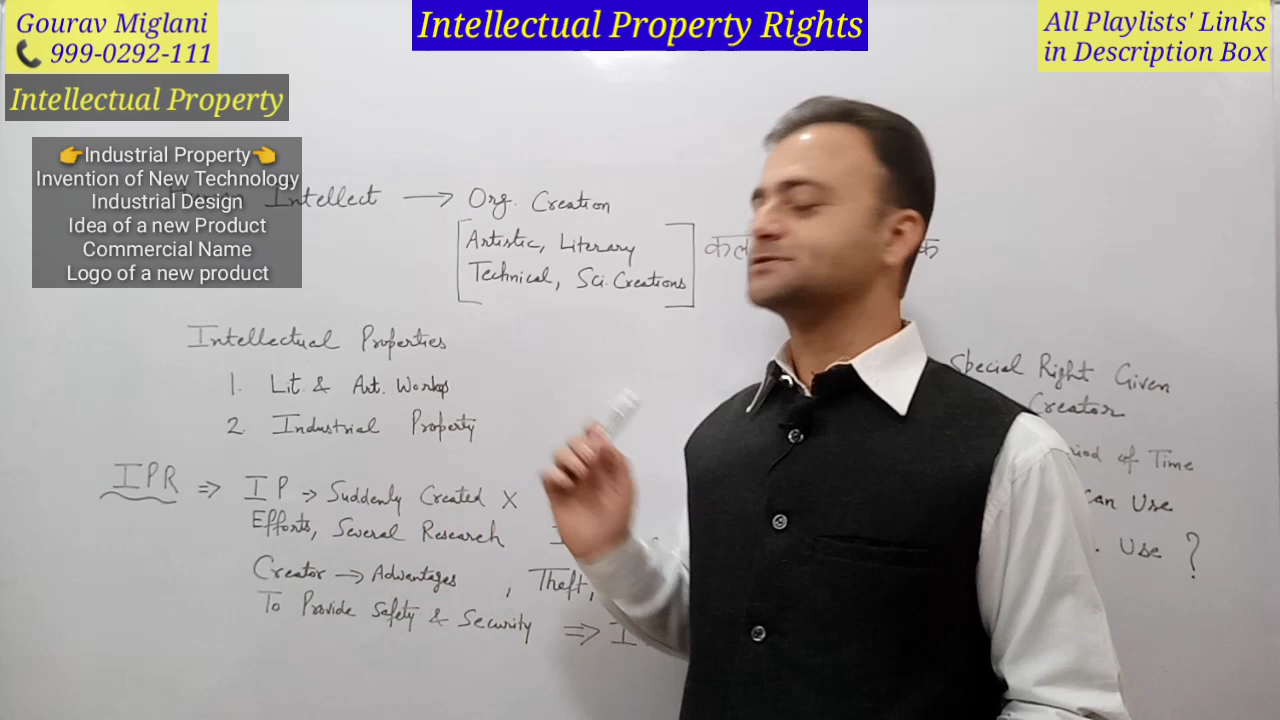 Gourav Miglani
📞 999-0292-111
Intellectual Property Rights
All Playlists' Links
in Description Box
Intellectual Property
👉Industrial Property👈
Invention of New Technology
Industrial Design
Idea of a new Product
Commercial Name
Logo of a new product
Intellect → Org. Creation
[Artistic, Literary
Technical, Sci. Creations]
Intellectual Properties
1. Lit. & Art. Works
2. Industrial Property
IPR ⇒ IP → Suddenly Created X
Efforts, Several Research
Creator → Advantages , Theft,
To Provide Safety & Security ⇒
Special Right Given
Creator
of Time
can Use
Use ?